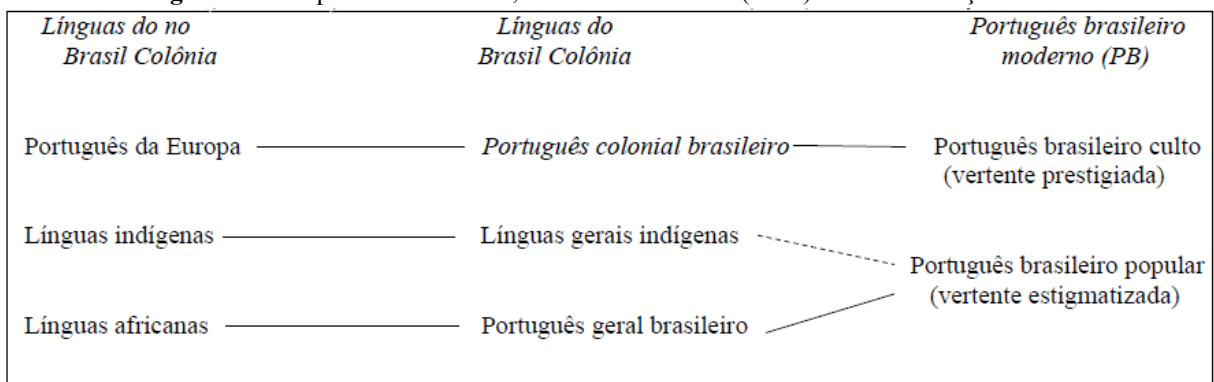 Línguas do no Línguas do Português brasileiro
Brasil Colônia Brasil Colônia moderno (PB)
Português da Europa Português colonial brasileiro Português brasileiro culto
(vertente prestigiada)
Línguas indígenas Línguas gerais indígenas
Português brasileiro popular
(vertente estigmatizada)
Línguas africanas Português geral brasileiro